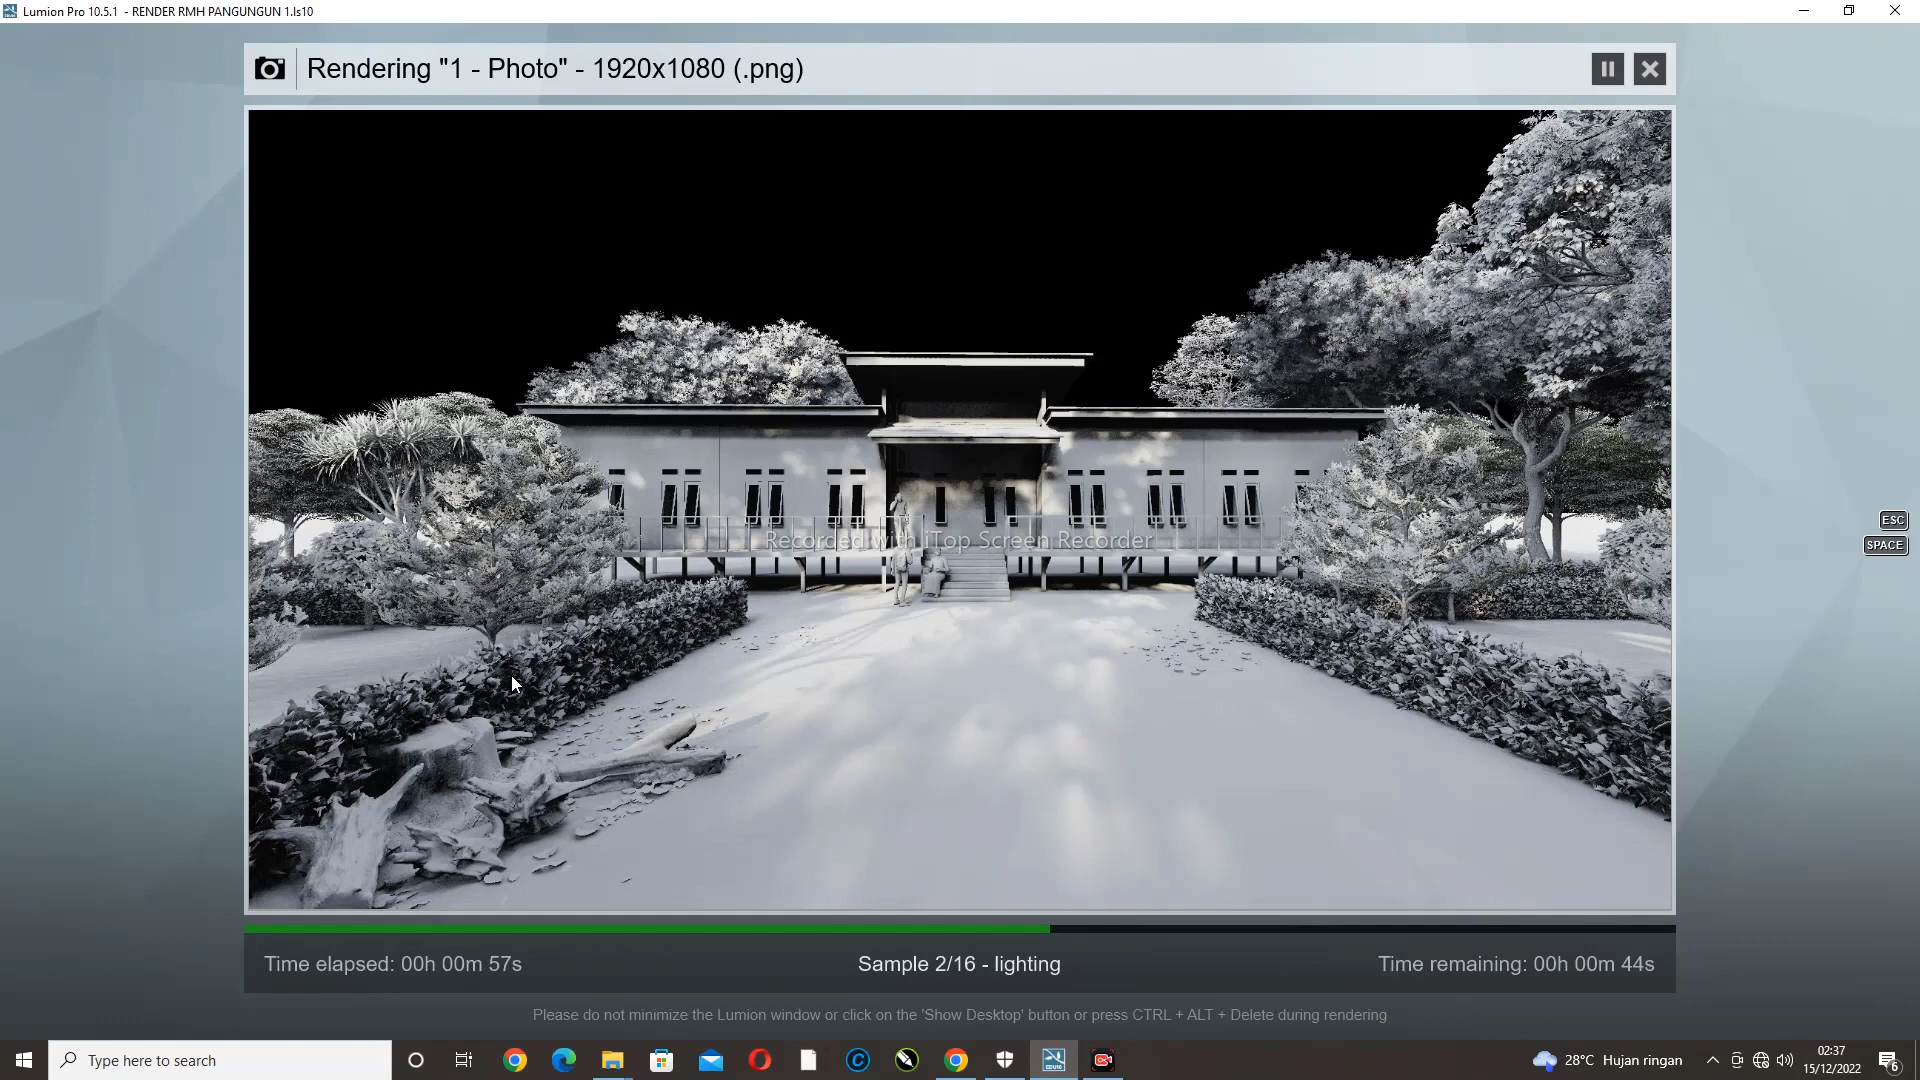 Lumion Pro 10.5.1 - RENDER RMH PANGUNGUN 1.ls10
Rendering "1 - Photo" - 1920x1080 (.png)
Recorded with iTop Screen Recorder
ESC
SPACE
Time elapsed: 00h 00m 57s
Sample 2/16 - lighting
Time remaining: 00h 00m 44s
Please do not minimize the Lumion window or click on the 'Show Desktop' button or press CTRL + ALT + Delete during rendering
Type here to search
28°C Hujan ringan
02:37
15/12/2022
6